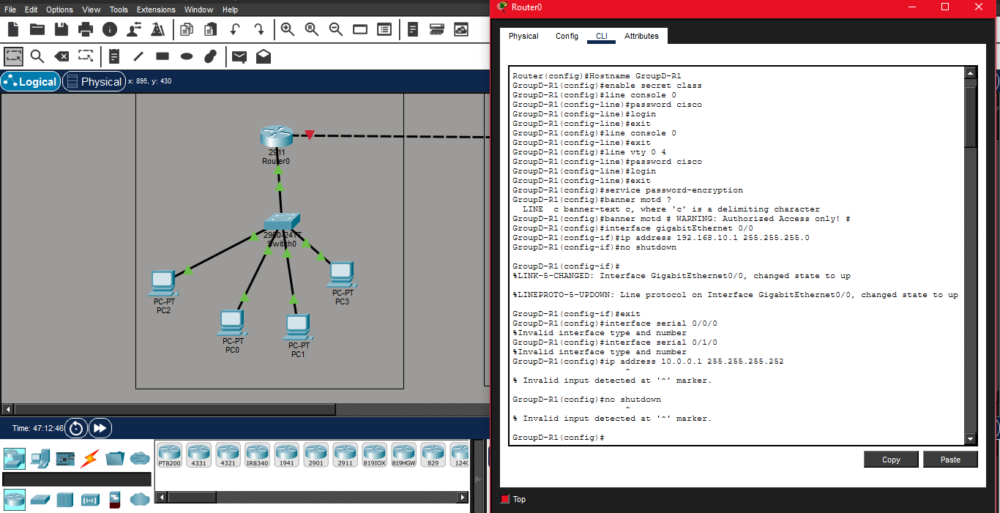 File Edit Options View Tools Extensions Window Help
Logical
Physical
x: 895, y: 430
2911
Router0
2960-24TT
Switch0
PC-PT
PC2
PC-PT
PC0
PC-PT
PC1
PC-PT
PC3
Time: 47:12:46
PT8200 4331 4321 IR8340 1941 2901 2911 819IOX 819HGW 829 1240
Router0
Physical Config CLI Attributes
Router(config)#Hostname GroupD-R1
GroupD-R1(config)#enable secret class
GroupD-R1(config)#line console 0
GroupD-R1(config-line)#password cisco
GroupD-R1(config-line)#login
GroupD-R1(config-line)#exit
GroupD-R1(config)#line console 0
GroupD-R1(config-line)#exit
GroupD-R1(config)#line vty 0 4
GroupD-R1(config-line)#password cisco
GroupD-R1(config-line)#login
GroupD-R1(config-line)#exit
GroupD-R1(config)#service password-encryption
GroupD-R1(config)#banner motd ?
  LINE  c banner-text c, where 'c' is a delimiting character
GroupD-R1(config)#banner motd # WARNING: Authorized Access only! #
GroupD-R1(config)#interface gigabitEthernet 0/0
GroupD-R1(config-if)#ip address 192.168.10.1 255.255.255.0
GroupD-R1(config-if)#no shutdown
GroupD-R1(config-if)#
%LINK-5-CHANGED: Interface GigabitEthernet0/0, changed state to up
%LINEPROTO-5-UPDOWN: Line protocol on Interface GigabitEthernet0/0, changed state to up
GroupD-R1(config-if)#exit
GroupD-R1(config)#interface serial 0/0/0
%Invalid interface type and number
GroupD-R1(config)#interface serial 0/1/0
%Invalid interface type and number
GroupD-R1(config)#ip address 10.0.0.1 255.255.255.252
^
% Invalid input detected at '^' marker.
GroupD-R1(config)#no shutdown
^
% Invalid input detected at '^' marker.
GroupD-R1(config)#
Copy
Paste
Top